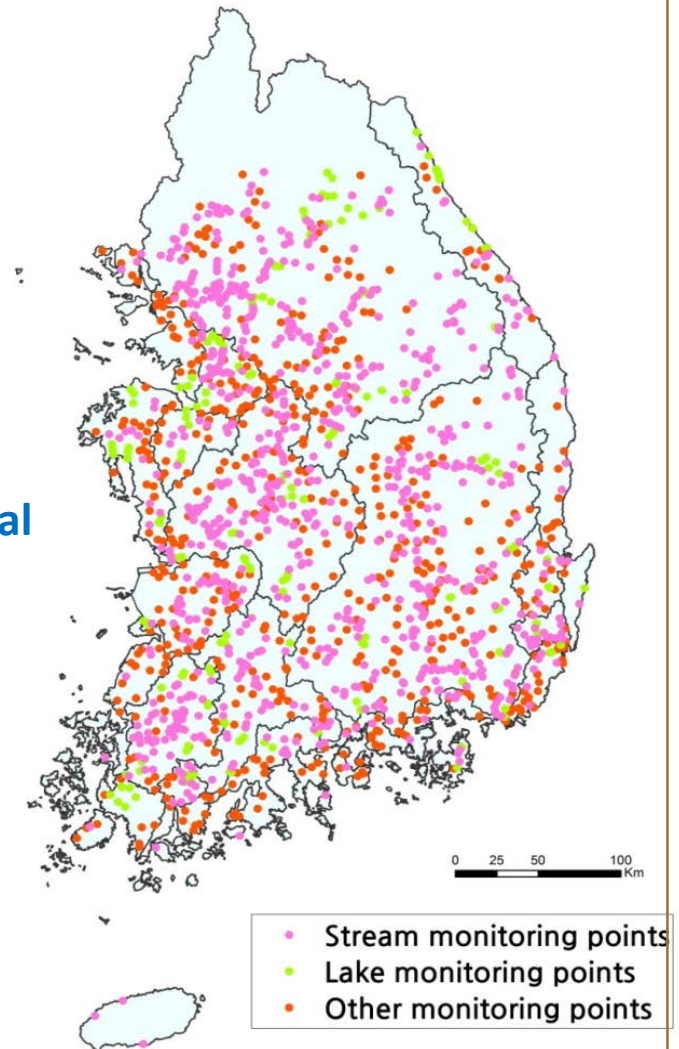 al
0 25 50 100
Km
Stream monitoring points
Lake monitoring points
Other monitoring points